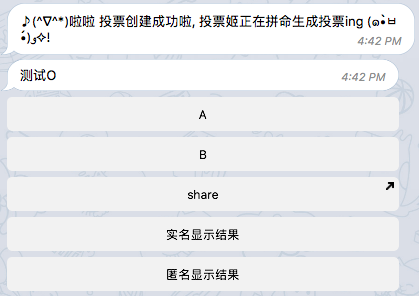 ♪(^∇^*)啦啦 投票创建成功啦, 投票姬正在拼命生成投票ing (๑•̀ㅂ
•́)و✧!
4:42 PM
测试O
4:42 PM
A
B
share
实名显示结果
匿名显示结果